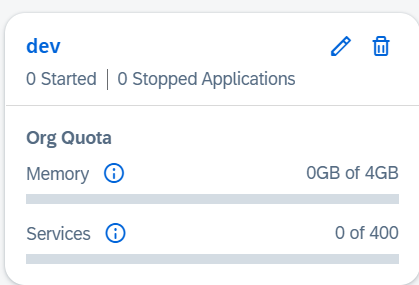 dev
0 Started | 0 Stopped Applications
Org Quota
Memory 0GB of 4GB
Services 0 of 400